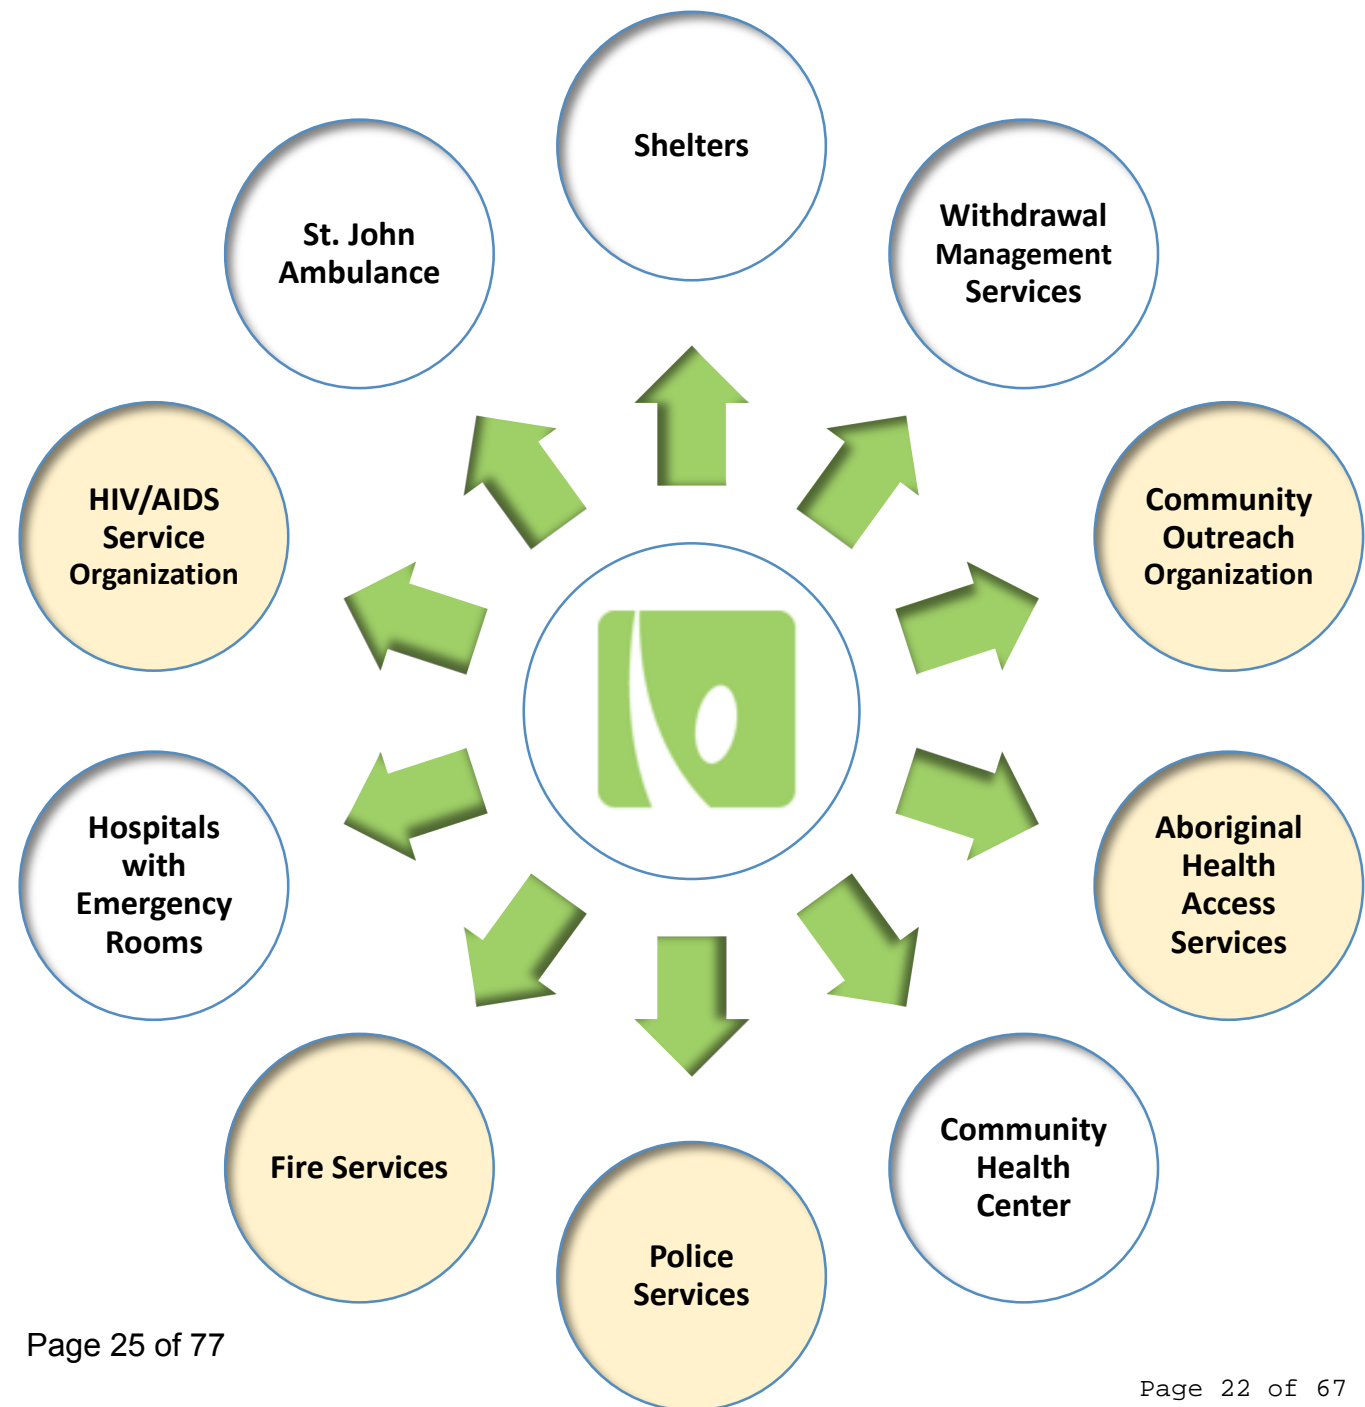 Shelters
St. John
Ambulance
Withdrawal
Management
Services
HIV/AIDS
Service
Organization
Community
Outreach
Organization
Hospitals
with
Emergency
Rooms
Aboriginal
Health
Access
Services
Fire Services
Community
Health
Center
Police
Services
Page 25 of 77
Page 22 of 67